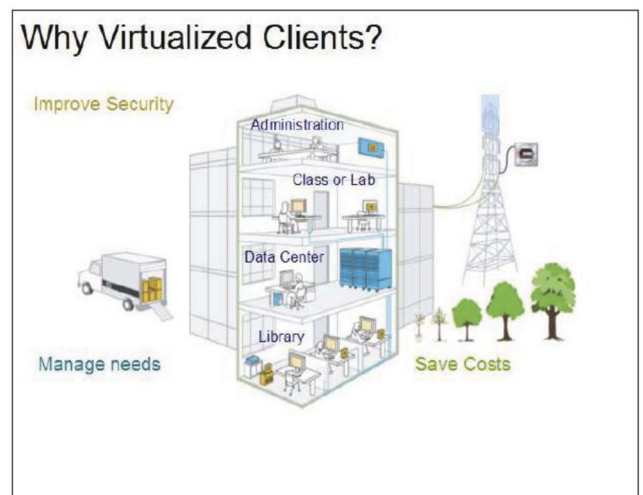 Why Virtualized Clients?
Improve Security
Administration
Class or Lab
Data Center
Library
Manage needs
Save Costs